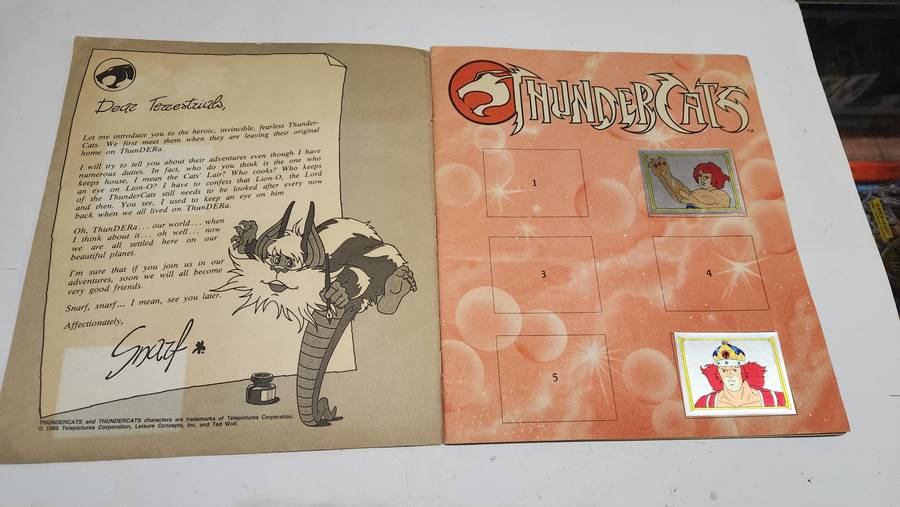 Dear Terrestrials,
Let me introduce you to the heroic, invincible, fearless Thunder-
Cats. We first meet them when they are leaving their original
home on ThunDERa.
I will try to tell you about their adventures even though I have
numerous duties. In fact, who do you think is the one who
keeps house, I mean the Cats' Lair? Who cooks? Who keeps
an eye on Lion-O? I have to confess that Lion-O, the Lord
of the ThunderCats still needs to be looked after every now
and then. You see, I used to keep an eye on him
back when we all lived on ThunDERa.
Oh, ThunDERa... our world... when
I think about it... oh well... now
we are all settled here on our
beautiful planet.
I'm sure that if you join us in our
adventures, soon we will all become
very good friends.
Snarf, snarf... I mean, see you later.
Affectionately,
Snarf
THUNDERCATS and THUNDERCATS characters are trademarks of Telepictures Corporation.
© 1986 Telepictures Corporation, Leisure Concepts, Inc. and Ted Wolf.
THUNDERCATS™
1
3
4
5